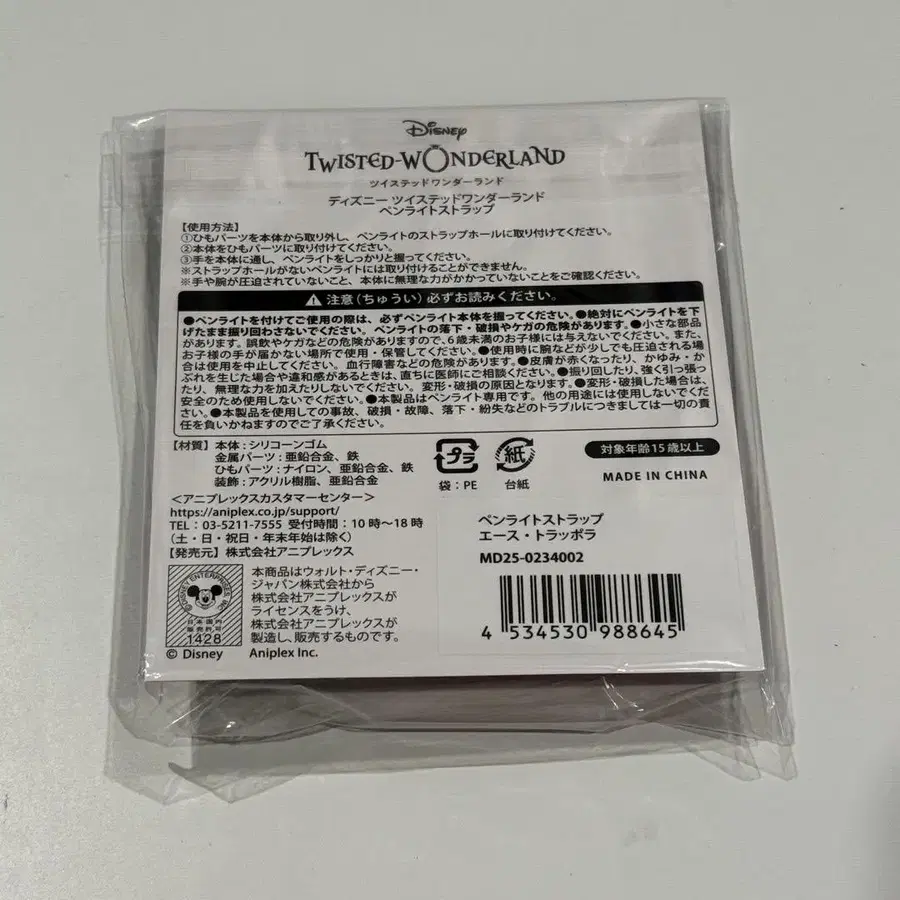 Disney
TWISTED-WONDERLAND
ツイステッドワンダーランド
ディズニー ツイステッドワンダーランド
ペンライトストラップ
【使用方法】
①ひもパーツを本体から取り外し、ペンライトのストラップホールに取り付けてください。
②本体をひもパーツに取り付けてください。
③手を本体に通し、ペンライトをしっかりと握ってください。
※ストラップホールがないペンライトには取り付けることができません。
※手や腕が圧迫されていないこと、本体に無理な力がかかっていないことをご確認ください。
注意（ちゅうい）必ずお読みください。
●ペンライトを付けてご使用の際は、必ずペンライト本体を握ってください。●絶対にペンライトを下
げたまま振り回わさないでください。ペンライトの落下・破損やケガの危険があります。●小さな部品
があります。誤飲やケガなどの危険がありますので、6歳未満のお子様には与えないでください。また、
お子様の手が届かない場所で使用・保管してください。●使用時に腕などが少しでも圧迫される場
合は使用を中止してください。血行障害などの危険があります。●皮膚が赤くなったり、かゆみ・か
ぶれを生じた場合や違和感があるときは、直ちに医師にご相談ください。●振り回したり、強く引っ張っ
たり、無理な力を加えたりしないでください。変形・破損の原因となります。●変形・破損した場合は、
安全のため使用しないでください。●本製品はペンライト専用です。他の用途には使用しないでくだ
さい。●本製品を使用しての事故、破損・故障、落下・紛失などのトラブルにつきましては一切の責
任を負いかねますのでご了承ください。
【材質】本体：シリコーンゴム
金属パーツ：亜鉛合金、鉄
ひもパーツ：ナイロン、亜鉛合金、鉄
装飾：アクリル樹脂、亜鉛合金
プラ
袋：PE
紙
台紙
対象年齢15歳以上
MADE IN CHINA
＜アニプレックスカスタマーセンター＞
https://aniplex.co.jp/support/
TEL：03-5211-7555 受付時間：10時～18時
（土・日・祝日・年末年始は除く）
【発売元】株式会社アニプレックス
©DISNEY ENTERPRISES, INC.
日本国内
販売許可
1428
本商品はウォルト・ディズニー・
ジャパン株式会社から
株式会社アニプレックスが
ライセンスをうけ、
株式会社アニプレックスが
製造し、販売するものです。
© Disney Aniplex Inc.
ペンライトストラップ
エース・トラッポラ
MD25-0234002
4 534530 988645